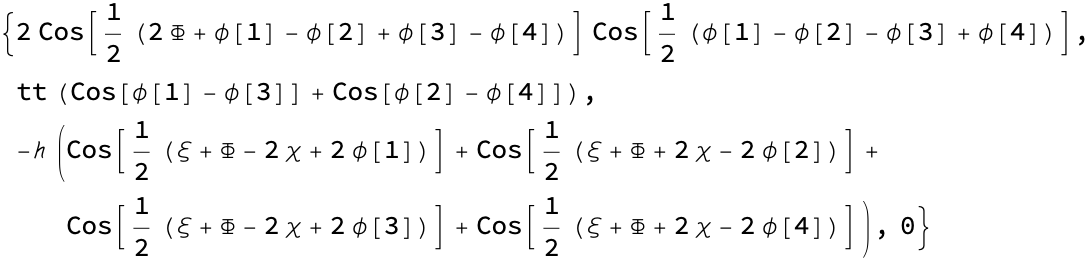 {2 Cos[1/2 (2 Φ + ϕ[1] − ϕ[2] + ϕ[3] − ϕ[4])] Cos[1/2 (ϕ[1] − ϕ[2] − ϕ[3] + ϕ[4])],
tt (Cos[ϕ[1] − ϕ[3]] + Cos[ϕ[2] − ϕ[4]]),
−h (Cos[1/2 (ξ + Φ − 2 χ + 2 ϕ[1])] + Cos[1/2 (ξ + Φ + 2 χ − 2 ϕ[2])] +
Cos[1/2 (ξ + Φ − 2 χ + 2 ϕ[3])] + Cos[1/2 (ξ + Φ + 2 χ − 2 ϕ[4])]), 0}